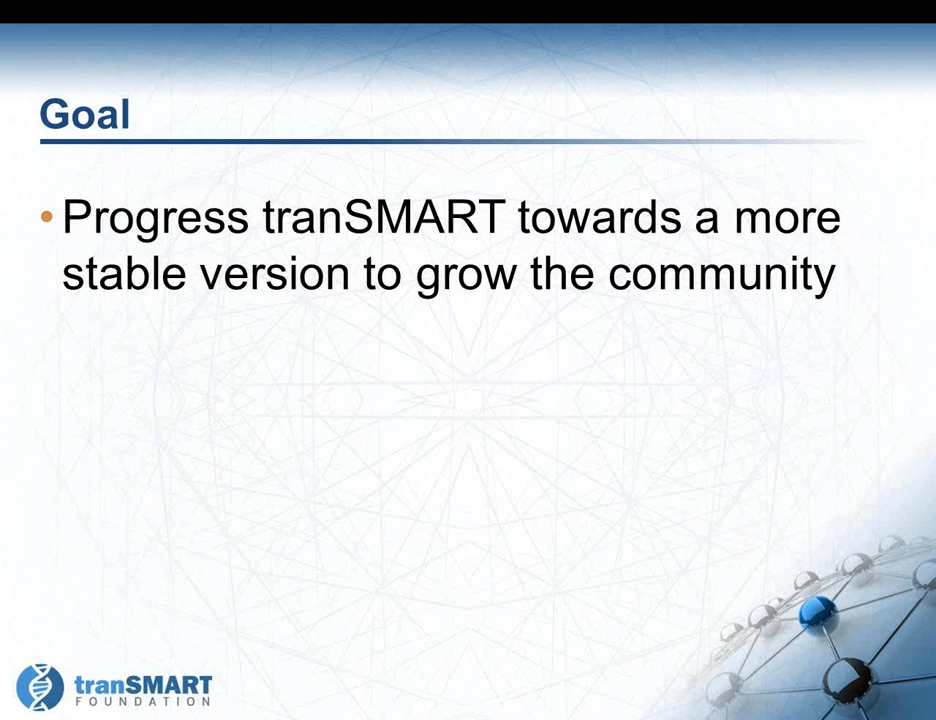 Goal
• Progress tranSMART towards a more
stable version to grow the community
tranSMART
FOUNDATION